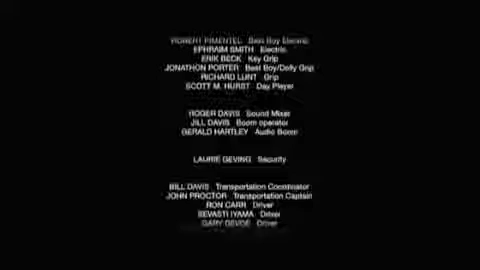 ROBERT PIMENTEL Best Boy Electric
EPHRAIM SMITH Electric
ERIK BECK Key Grip
JONATHON PORTER Best Boy/Dolly Grip
RICHARD LUNT Grip
SCOTT M. HURST Day Player
ROGER DAVIS Sound Mixer
JILL DAVIS Boom operator
GERALD HARTLEY Audio Boom
LAURIE GEVING Security
BILL DAVIS Transportation Coordinator
JOHN PROCTOR Transportation Captain
RON CARR Driver
SEVASTI IYAMA Driver
GARY DEVOE Driver